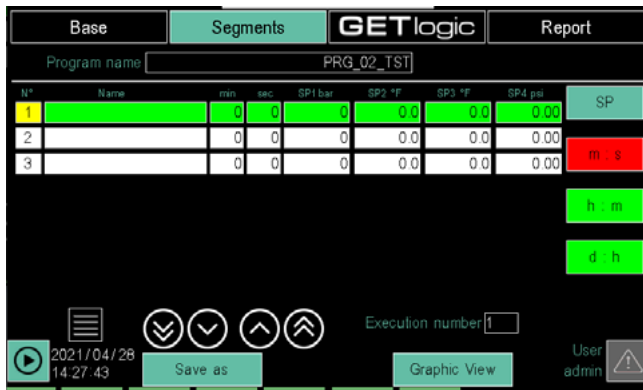 Base Segments GETlogic Report
Program name PRG_02_TST
N° Name min sec SP1 bar SP2 °F SP3 °F SP4 psi SP
1 0 0 0 0.0 0.0 0.00
2 0 0 0 0.0 0.0 0.00
m : s
3 0 0 0 0.0 0.0 0.00
h : m
d : h
Execution number 1
2021/04/28
14:27:43
Save as Graphic View
User
admin